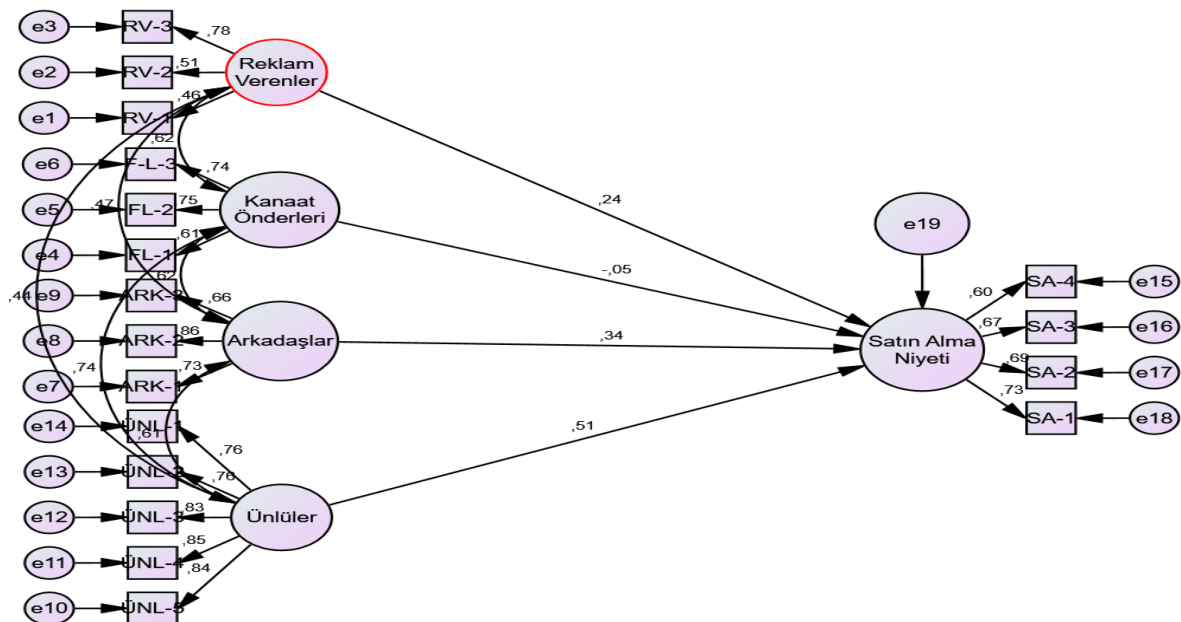 e3
RV-3
,78
e2
RV-2
,51
Reklam
Verenler
e1
RV-1
,46
,62
e6
F-L-3
,74
e5
FL-2
,75
,47
Kanaat
Önderleri
e4
FL-1
,61
,62
e9
,44
,66
e8
ARK-2
,86
Arkadaşlar
e7
ARK-1
,73
,74
e14
ÜNL-1
,61
,76
e13
,76
e12
ÜNL-3
,83
Ünlüler
e11
ÜNL-4
,85
e10
ÜNL-5
,84
,24
-,05
,34
,51
e19
Satın Alma
Niyeti
,60
SA-4
e15
,67
SA-3
e16
,69
SA-2
e17
,73
SA-1
e18